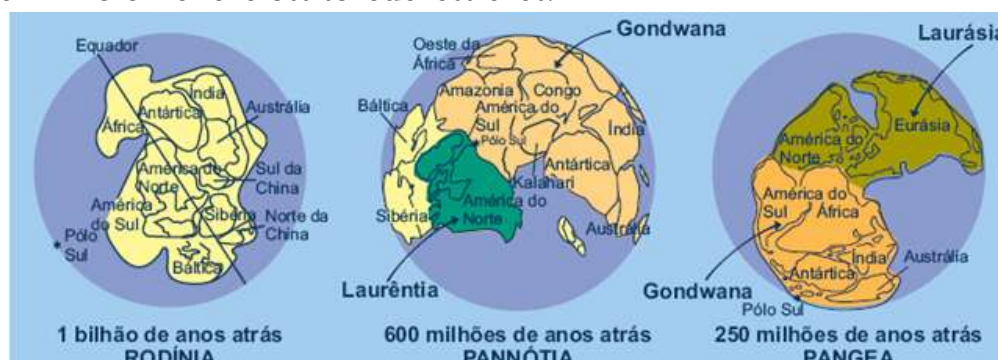 Equador
Índia
Antártica
Austrália
África
América do
Norte
Sul da
China
América
do Sul
Sibéria
Norte da
China
Pólo
Sul
Báltica
1 bilhão de anos atrás
RODÍNIA
Oeste da
África
Gondwana
Amazonia
Congo
Báltica
América do
Sul
Pólo Sul
Índia
Antártica
Kalahari
América do
Norte
Sibéria
Austrália
Laurêntia
600 milhões de anos atrás
PANNÓTIA
Laurásia
Eurásia
América do
Norte
América do
Sul
África
Índia
Austrália
Antártica
Gondwana
Pólo Sul
250 milhões de anos atrás
PANGEA